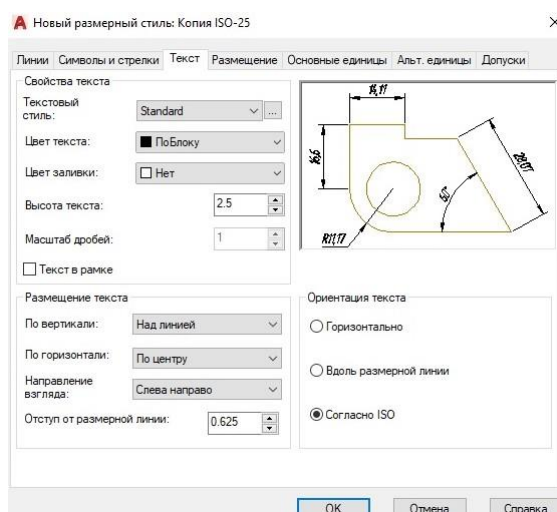 Новый размерный стиль: Копия ISO-25
Линии Символы и стрелки Текст Размещение Основные единицы Альт. единицы Допуски
Свойства текста
Текстовый
стиль:
Standard
...
Цвет текста:
ПоБлоку
Цвет заливки:
Нет
Высота текста:
2.5
Масштаб дробей:
1
Текст в рамке
14,11
16,6
28,07
60°
R11,17
Размещение текста
По вертикали:
Над линией
По горизонтали:
По центру
Направление
взгляда:
Слева направо
Отступ от размерной линии:
0.625
Ориентация текста
Горизонтально
Вдоль размерной линии
Согласно ISO
OK Отмена Справка